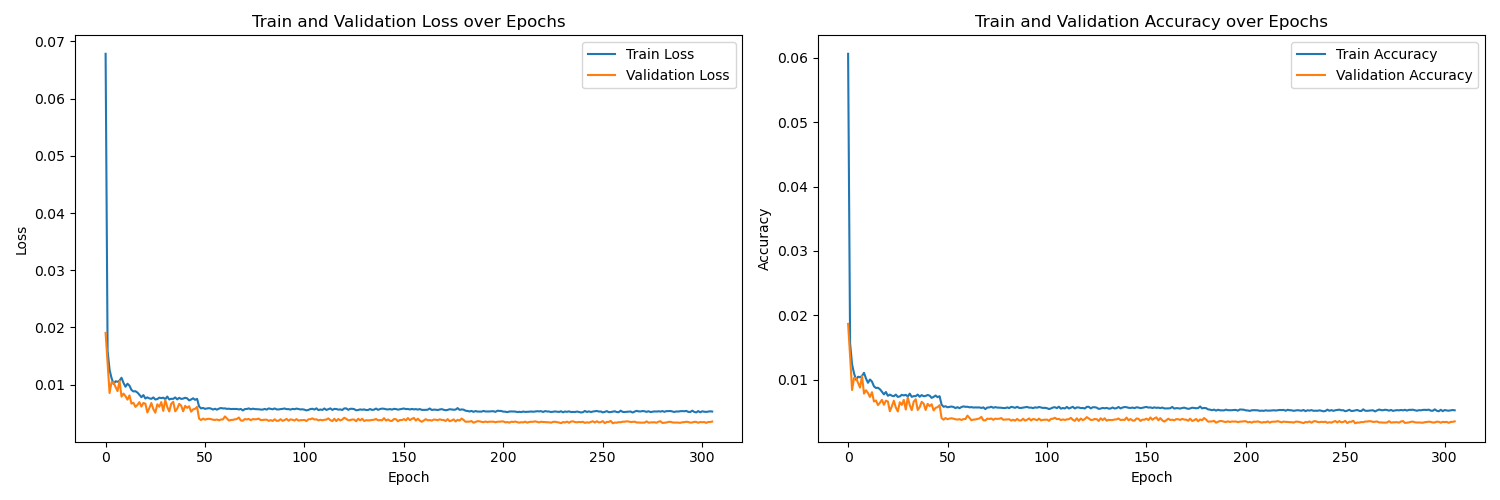 Train and Validation Loss over Epochs
Train Loss
Validation Loss
0.07
0.06
0.05
0.04
0.03
0.02
0.01
Loss
0 50 100 150 200 250 300
Epoch
Train and Validation Accuracy over Epochs
Train Accuracy
Validation Accuracy
0.06
0.05
0.04
0.03
0.02
0.01
Accuracy
0 50 100 150 200 250 300
Epoch